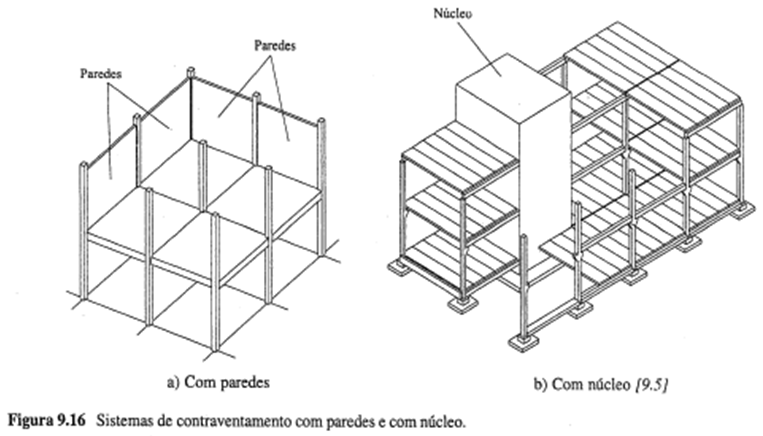 Núcleo
Paredes
Paredes
a) Com paredes
b) Com núcleo [9.5]
Figura 9.16 Sistemas de contraventamento com paredes e com núcleo.